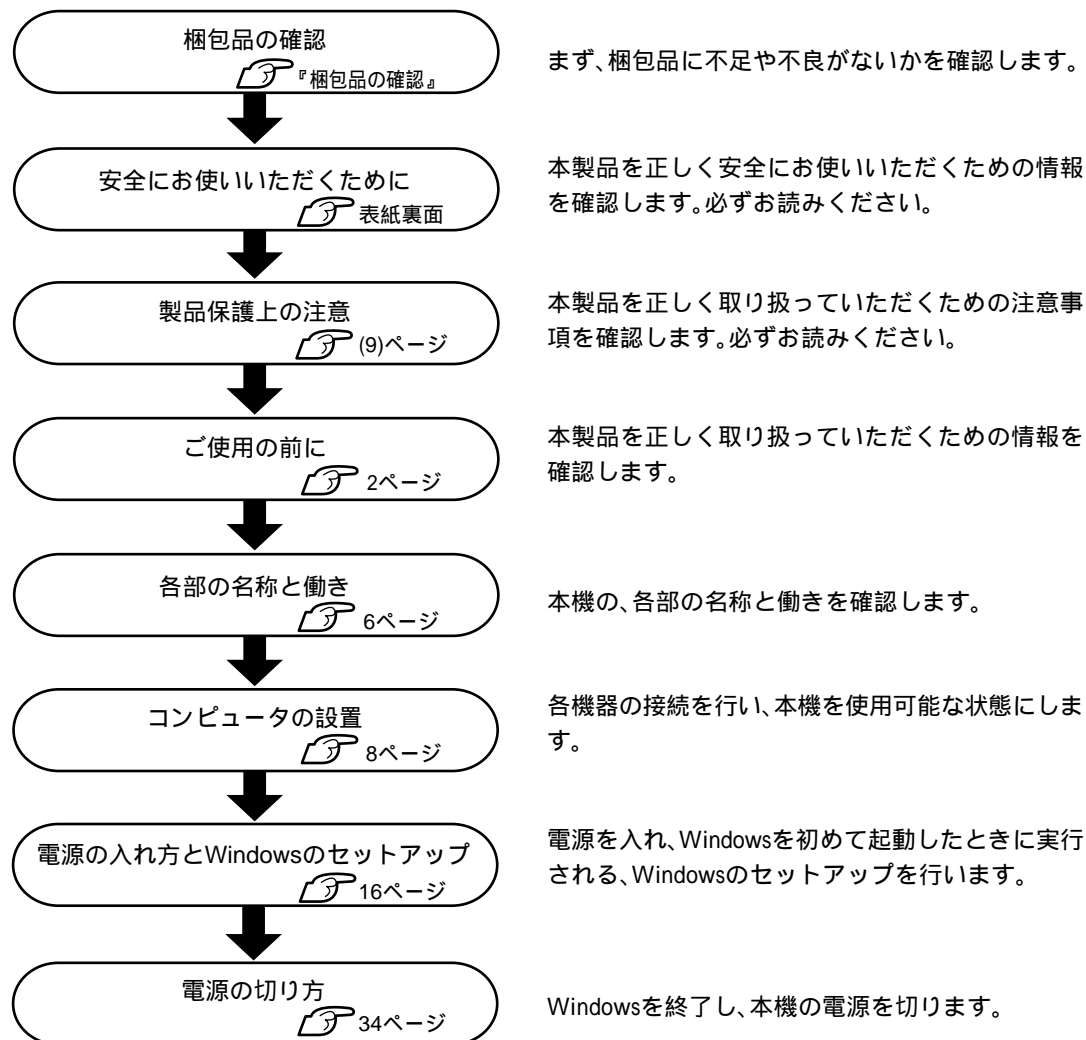 梱包品の確認
『梱包品の確認』
まず、梱包品に不足や不良がないかを確認します。
安全にお使いいただくために
表紙裏面
本製品を正しく安全にお使いいただくための情報
を確認します。必ずお読みください。
製品保護上の注意
(9)ページ
本製品を正しく取り扱っていただくための注意事
項を確認します。必ずお読みください。
ご使用の前に
2ページ
本製品を正しく取り扱っていただくための情報を
確認します。
各部の名称と働き
6ページ
本機の、各部の名称と働きを確認します。
コンピュータの設置
8ページ
各機器の接続を行い、本機を使用可能な状態にしま
す。
電源の入れ方とWindowsのセットアップ
16ページ
電源を入れ、Windowsを初めて起動したときに実行
される、Windowsのセットアップを行います。
電源の切り方
34ページ
Windowsを終了し、本機の電源を切ります。